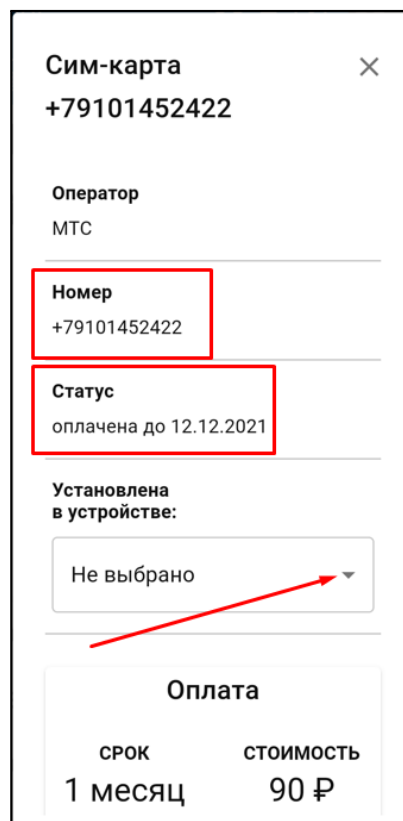 Сим-карта
+79101452422
Оператор
МТС
Номер
+79101452422
Статус
оплачена до 12.12.2021
Установлена
в устройстве:
Не выбрано
Оплата
СРОК СТОИМОСТЬ
1 месяц 90 ₽